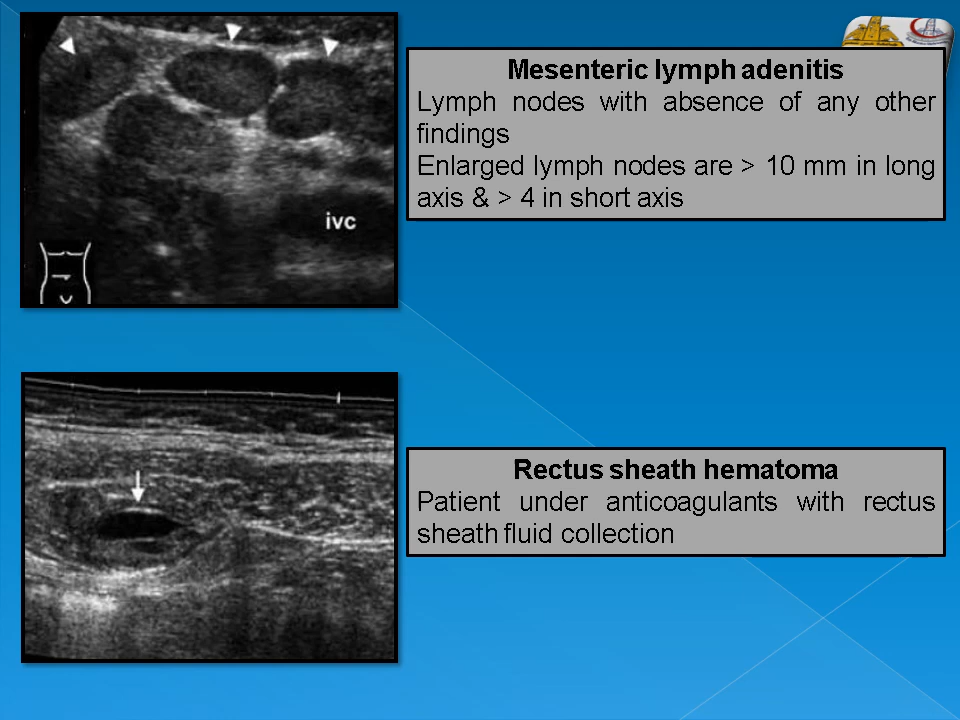 Mesenteric lymph adenitis
Lymph nodes with absence of any other
findings
Enlarged lymph nodes are > 10 mm in long
axis & > 4 in short axis
ivc
Rectus sheath hematoma
Patient under anticoagulants with rectus
sheath fluid collection